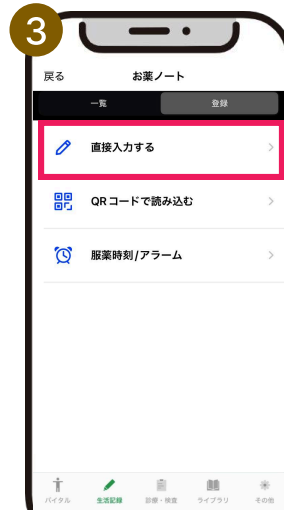 3
戻る お薬ノート
一覧 登録
直接入力する
QRコードで読み込む
服薬時刻/アラーム
バイタル 生活記録 診療・検査 ライブラリ その他